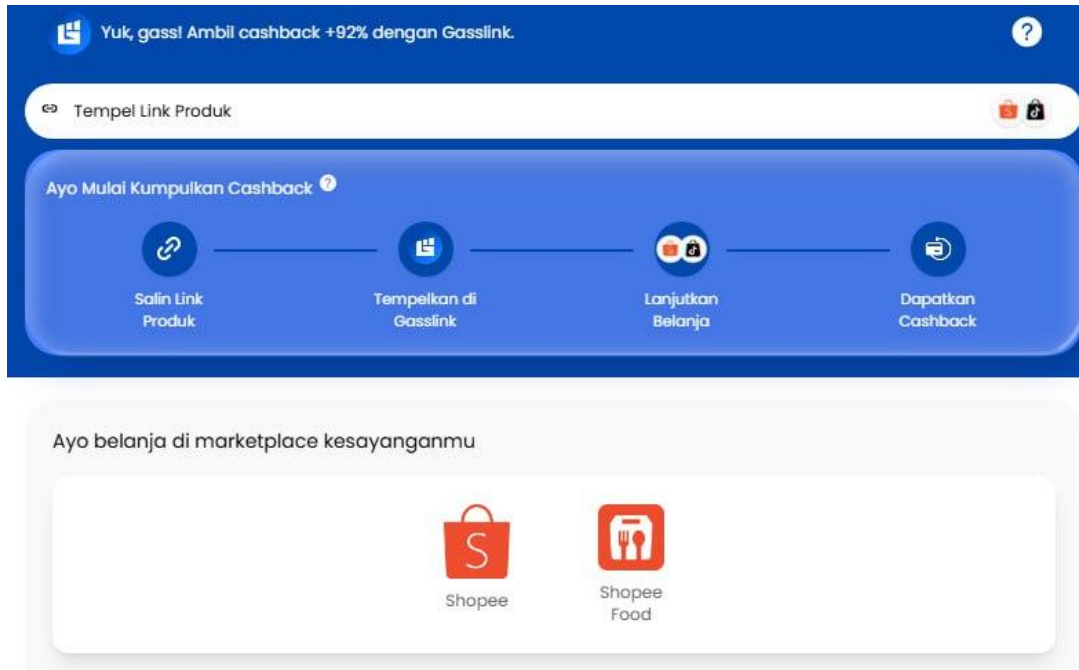 Yuk, gass! Ambil cashback +92% dengan Gasslink.
?
Tempel Link Produk
Ayo Mulai Kumpulkan Cashback ?
Salin Link
Produk
Tempelkan di
Gasslink
Lanjutkan
Belanja
Dapatkan
Cashback
Ayo belanja di marketplace kesayanganmu
S
Shopee
Shopee
Food